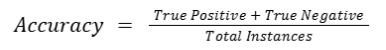 Accuracy = True Positive + True Negative / Total Instances